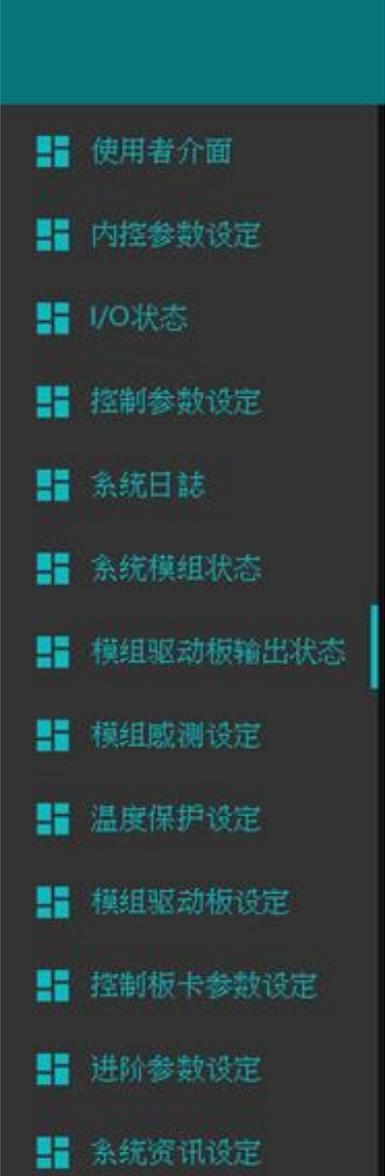 使用者介面
内控参数设定
I/O状态
控制参数设定
系统日誌
系统模组状态
模组驱动板输出状态
模组感测设定
温度保护设定
模组驱动板设定
控制板卡参数设定
进阶参数设定
系统资讯设定